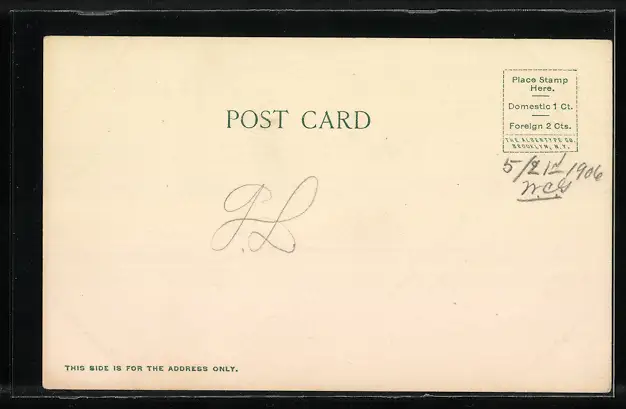 Place Stamp
Here.
Domestic 1 Ct.
Foreign 2 Cts.
THE ALBERTYPE CO.
BROOKLYN, N.Y.
POST CARD
5/21st/1906
W.C.G
P.L
THIS SIDE IS FOR THE ADDRESS ONLY.